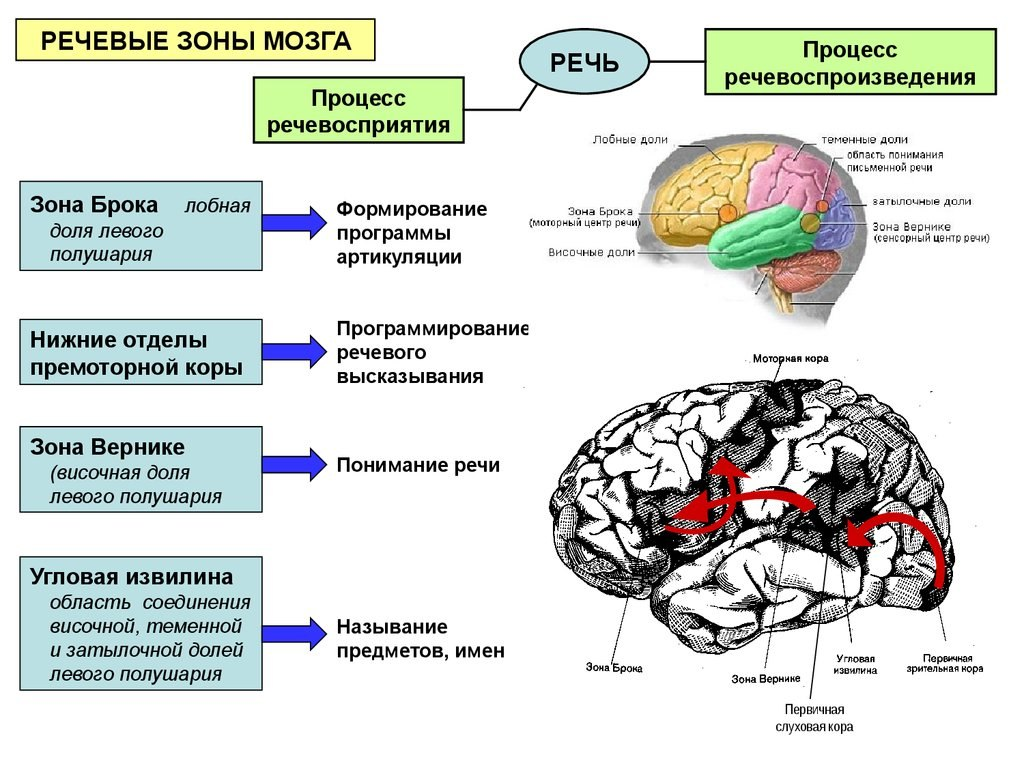 РЕЧЕВЫЕ ЗОНЫ МОЗГА
РЕЧЬ
Процесс
речевоспроизведения
Процесс
речевосприятия
Зона Брока лобная
доля левого
полушария
Формирование
программы
артикуляции
Нижние отделы
премоторной коры
Программирование
речевого
высказывания
Зона Вернике
(височная доля
левого полушария
Понимание речи
Угловая извилина
область соединения
височной, теменной
и затылочной долей
левого полушария
Называние
предметов, имен
Лобные доли
теменные доли
область понимания
письменной речи
Зона Брока
(моторный центр речи)
затылочные доли
Зона Вернике
(сенсорный центр речи)
Височные доли
Моторная кора
Зона Брока
Зона Вернике
Угловая
извилина
Первичная
зрительная кора
Первичная
слуховая кора